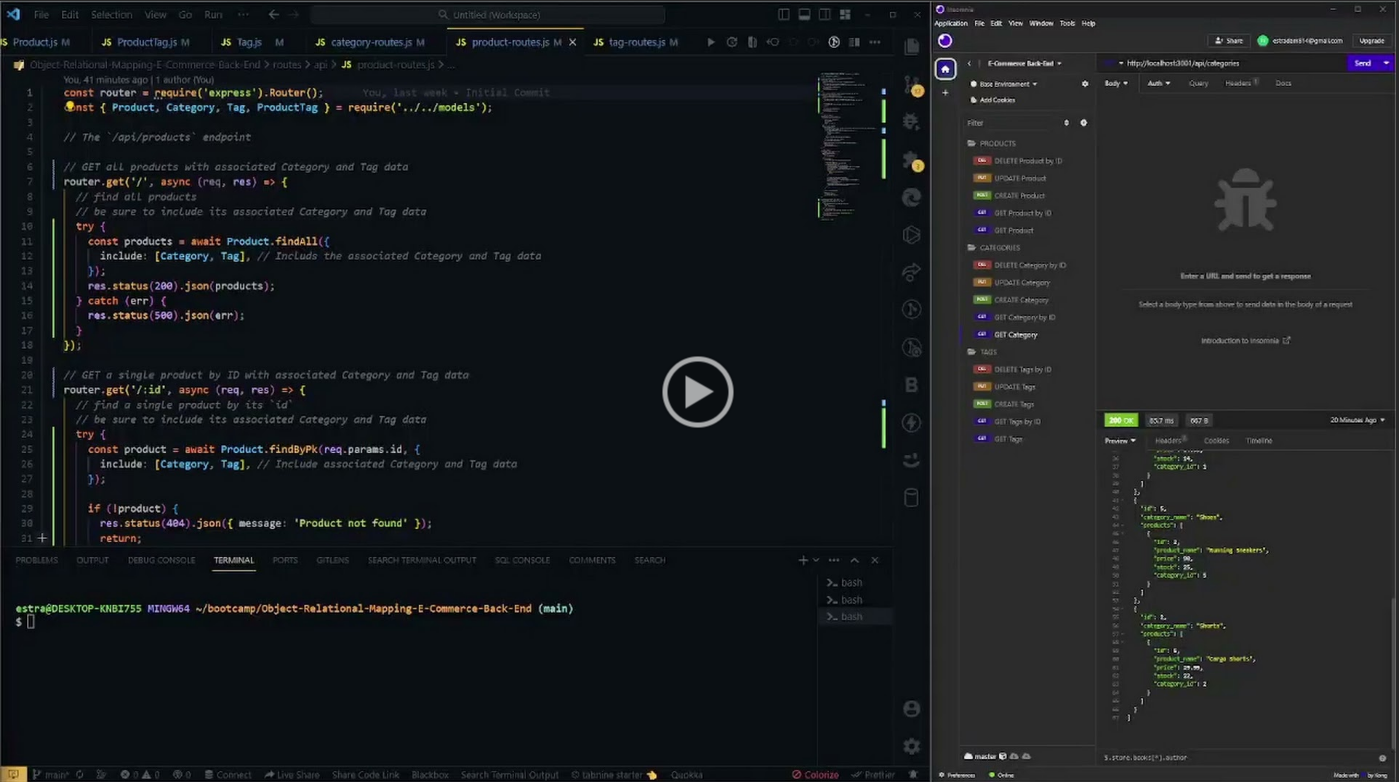 File Edit Selection View Go Run ··· Untitled (Workspace)
Product.js M ProductTag.js M Tag.js M category-routes.js M product-routes.js M tag-routes.js M
Object-Relational-Mapping-E-Commerce-Back-End > routes > api > JS product-routes.js > ...
You, 41 minutes ago | 1 author (You)
1 const router = require('express').Router(); You, last week • Initial Commit
2 const { Product, Category, Tag, ProductTag } = require('../../models');
3
4 // The `/api/products` endpoint
5
6 // GET all products with associated Category and Tag data
7 router.get('/', async (req, res) => {
8 // find all products
9 // be sure to include its associated Category and Tag data
10 try {
11 const products = await Product.findAll({
12 include: [Category, Tag], // Includs the associated Category and Tag data
13 });
14 res.status(200).json(products);
15 } catch (err) {
16 res.status(500).json(err);
17 }
18 });
19
20 // GET a single product by ID with associated Category and Tag data
21 router.get('/:id', async (req, res) => {
22 // find a single product by its `id`
23 // be sure to include its associated Category and Tag data
24 try {
25 const product = await Product.findByPk(req.params.id, {
26 include: [Category, Tag], // Include associated Category and Tag data
27 });
28
29 if (!product) {
30 res.status(404).json({ message: 'Product not found' });
31 return;
PROBLEMS OUTPUT DEBUG CONSOLE TERMINAL PORTS GITLENS SEARCH TERMINAL OUTPUT SQL CONSOLE COMMENTS SEARCH
estra@DESKTOP-KNBI755 MINGW64 ~/bootcamp/Object-Relational-Mapping-E-Commerce-Back-End (main)
$
bash
bash
bash
main* 0 0 0 Connect Live Share Share Code Link Blackbox Search Terminal Output tabnine starter Quokka Colorize Prettier
Insomnia
Application File Edit View Window Tools Help
Share estradom814@gmail.com Upgrade
E-Commerce Back-End
http://localhost:3001/api/categories Send
Base Environment
Body Auth Query Headers Docs
Add Cookies
Filter
PRODUCTS
DEL DELETE Product by ID
PUT UPDATE Product
POST CREATE Product
GET GET Product by ID
GET GET Product
CATEGORIES
DEL DELETE Category by ID
PUT UPDATE Category
POST CREATE Category
GET GET Category by ID
GET GET Category
TAGS
DEL DELETE Tags by ID
PUT UPDATE Tags
POST CREATE Tags
GET GET Tags by ID
GET GET Tags
Enter a URL and send to get a response
Select a body type from above to send data in the body of a request
Introduction to Insomnia
200 OK 85.7 ms 667 B 20 Minutes Ago
Preview Headers Cookies Timeline
"stock": 14,
"category_id": 1
}
]
},
{
"id": 5,
"category_name": "Shoes",
"products": [
{
"id": 2,
"product_name": "Running Sneakers",
"price": 90,
"stock": 25,
"category_id": 5
}
]
},
{
"id": 2,
"category_name": "Shorts",
"products": [
{
"product_name": "Cargo Shorts",
"price": 29.99,
"stock": 22,
"category_id": 2
}
]
}
]
$.store.books[*].author
master
Preferences Online Made with by Kong